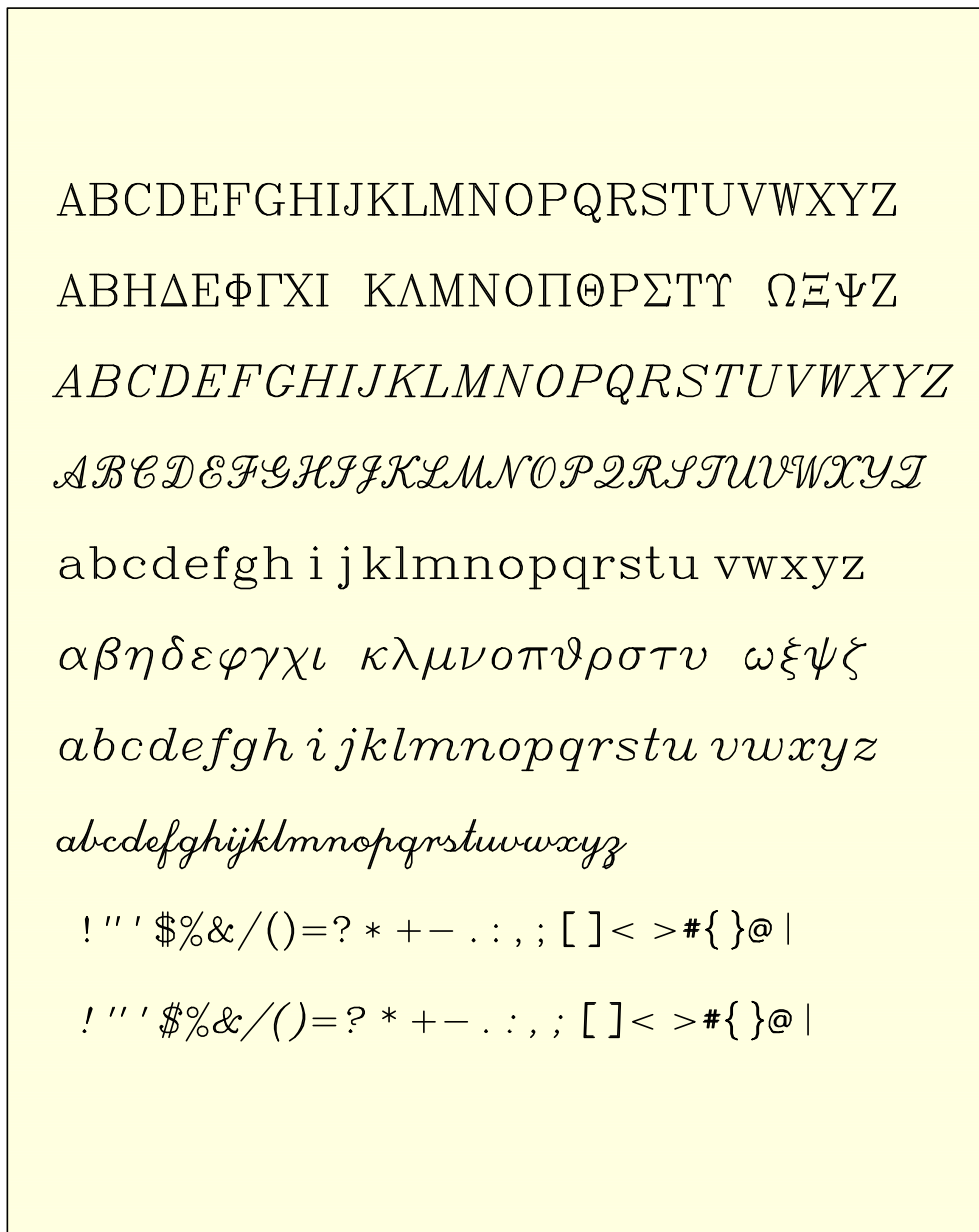 ABCDEFGHIJKLMNOPQRSTUVWXYZ
ΑΒΗΔΕΦΓΧΙ ΚΛΜΝΟΠΘΡΣΤϒ ΩΞΨΖ
ABCDEFGHIJKLMNOPQRSTUVWXYZ
ABCDEFGHIJKLMNOPQRSTUVWXYZ
abcdefgh i jklmnopqrstu vwxyz
αβηδεφγχι κλμνοπϑρστυ ωξψζ
abcdefgh i jklmnopqrstu vwxyz
abcdefghijklmnopqrstuvwxyz
! " ' $%&/()=? * +- . : , ; [ ]< >#{ }@ |
! " ' $%&/()=? * +- . : , ; [ ]< >#{ }@ |